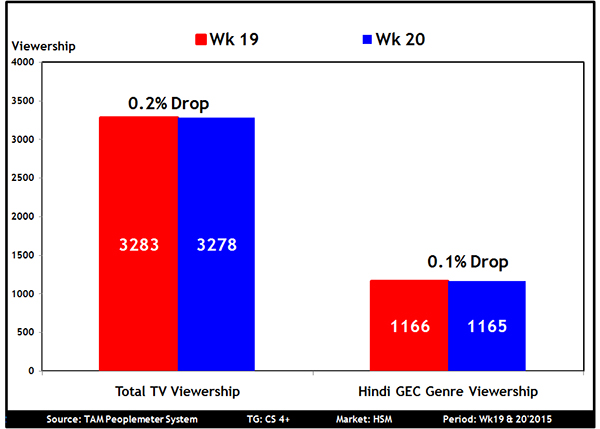 Wk 19 Wk 20
Viewership
4000
3500
3000
2500
2000
1500
1000
500
0
0.2% Drop
3283 3278
0.1% Drop
1166 1165
Total TV Viewership Hindi GEC Genre Viewership
Source: TAM Peoplemeter System TG: CS 4+ Market: HSM Period: Wk19 & 20'2015